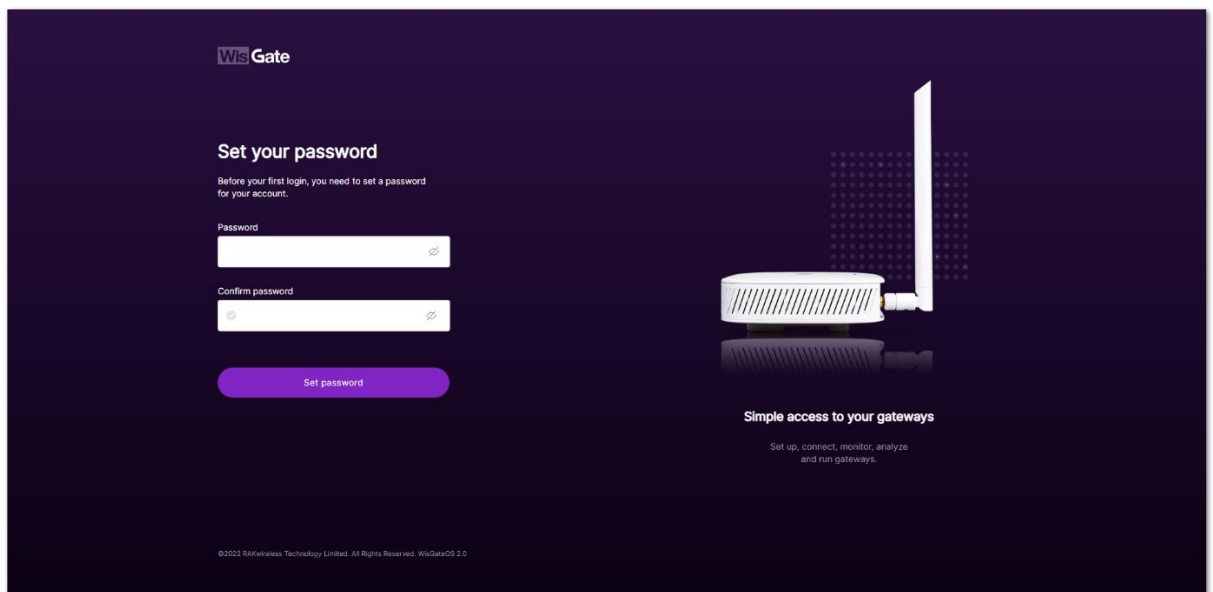 WisGate
Set your password
Before your first login, you need to set a password
for your account.
Password
Confirm password
Set password
Simple access to your gateways
Set up, connect, monitor, analyze
and run gateways.
©2022 RAKwireless Technology Limited. All Rights Reserved. WisGateOS 2.0